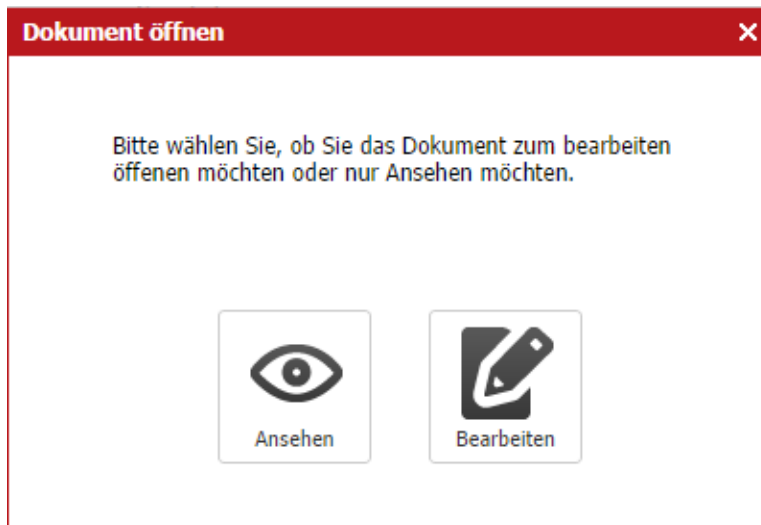 Dokument öffnen
Bitte wählen Sie, ob Sie das Dokument zum bearbeiten
öffenen möchten oder nur Ansehen möchten.
Ansehen
Bearbeiten